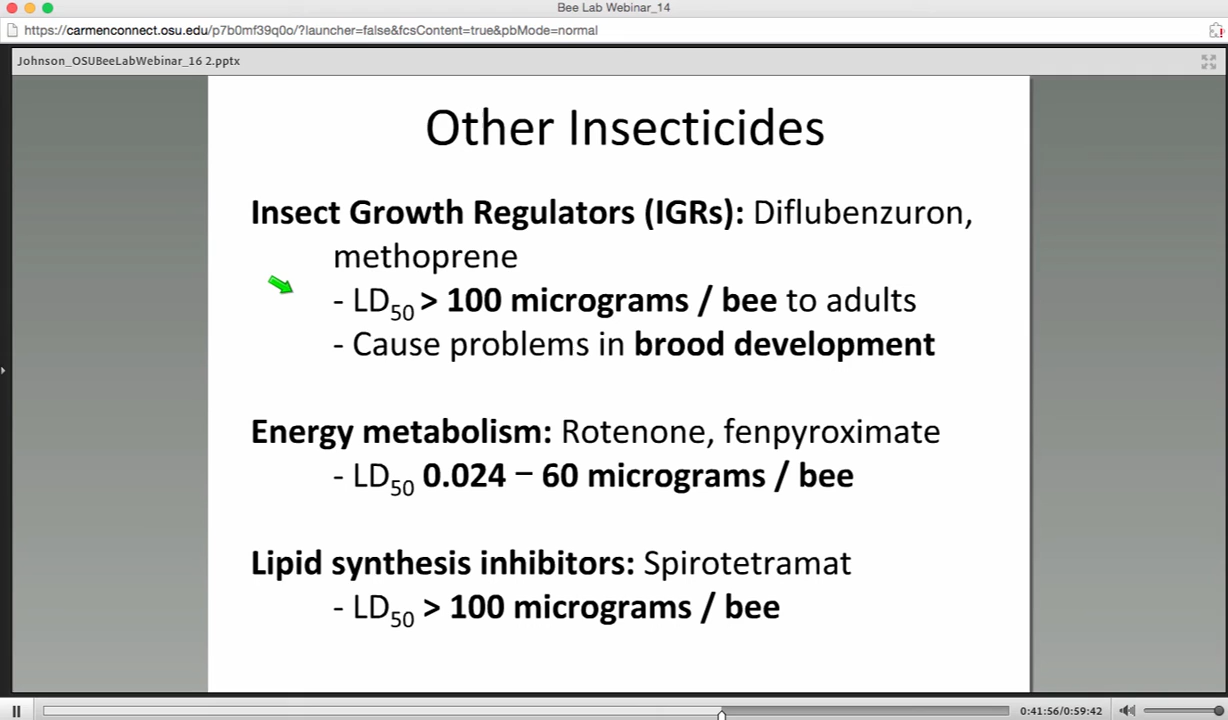 Bee Lab Webinar_14
https://carmenconnect.osu.edu/p7b0mf39q0o/?launcher=false&fcsContent=true&pbMode=normal
Johnson_OSUBeeLabWebinar_16 2.pptx
Other Insecticides
Insect Growth Regulators (IGRs): Diflubenzuron,
methoprene
- LD50 > 100 micrograms / bee to adults
- Cause problems in brood development
Energy metabolism: Rotenone, fenpyroximate
- LD50 0.024 – 60 micrograms / bee
Lipid synthesis inhibitors: Spirotetramat
- LD50 > 100 micrograms / bee
0:41:56/0:59:42